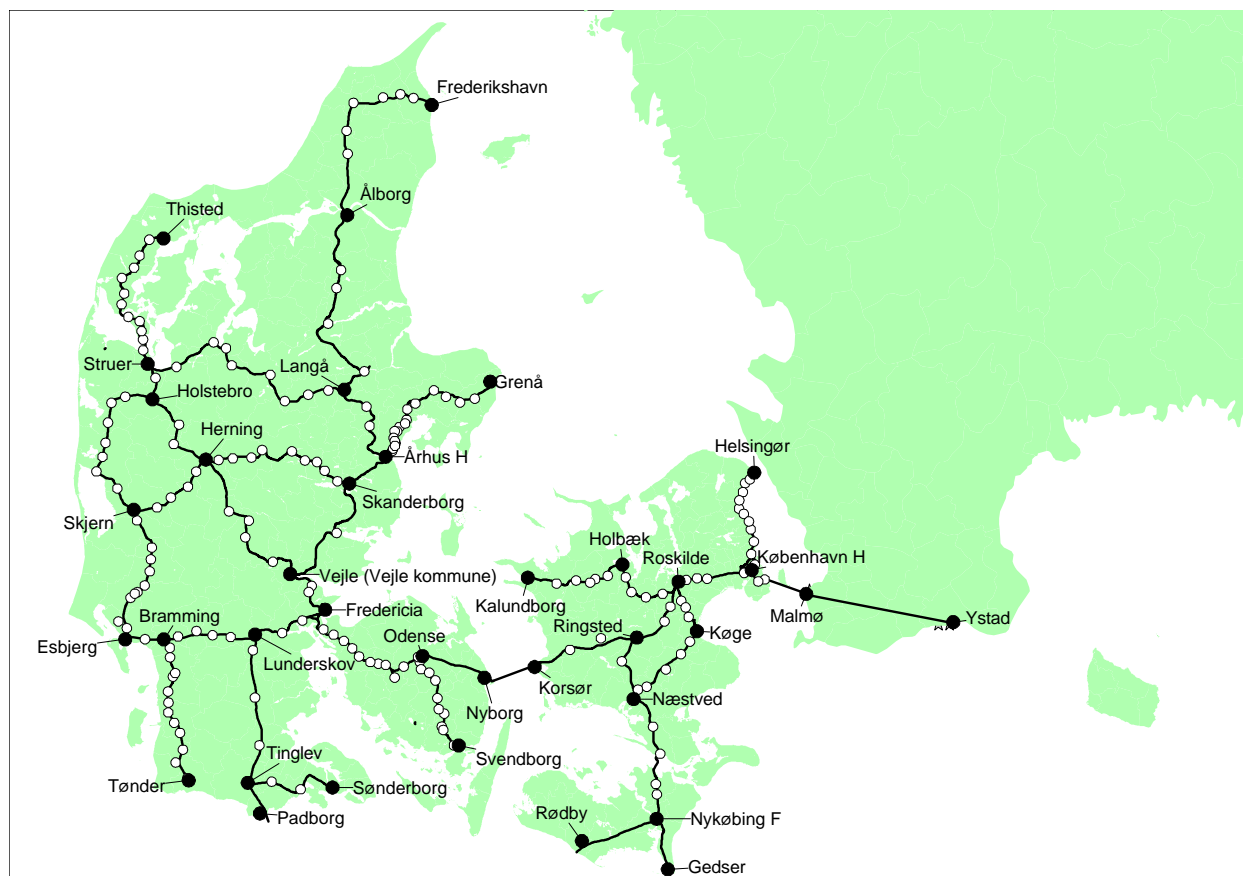 Frederikshavn
Ålborg
Thisted
Struer
Langå
Grenå
Holstebro
Herning
Århus H
Helsingør
Skanderborg
Skjern
Holbæk
Roskilde
København H
Vejle (Vejle kommune)
Kalundborg
Malmø
Fredericia
Ystad
Bramming
Ringsted
Køge
Odense
Esbjerg
Lunderskov
Korsør
Næstved
Nyborg
Tinglev
Svendborg
Tønder
Sønderborg
Rødby
Padborg
Nykøbing F
Gedser